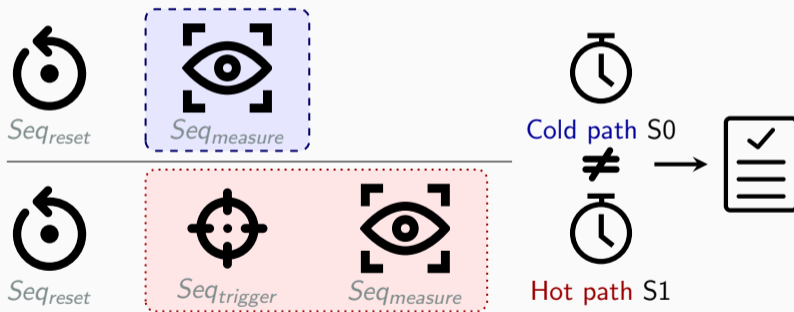 Seq_reset Seq_measure
Cold path S0
≠
Seq_reset Seq_trigger Seq_measure
Hot path S1